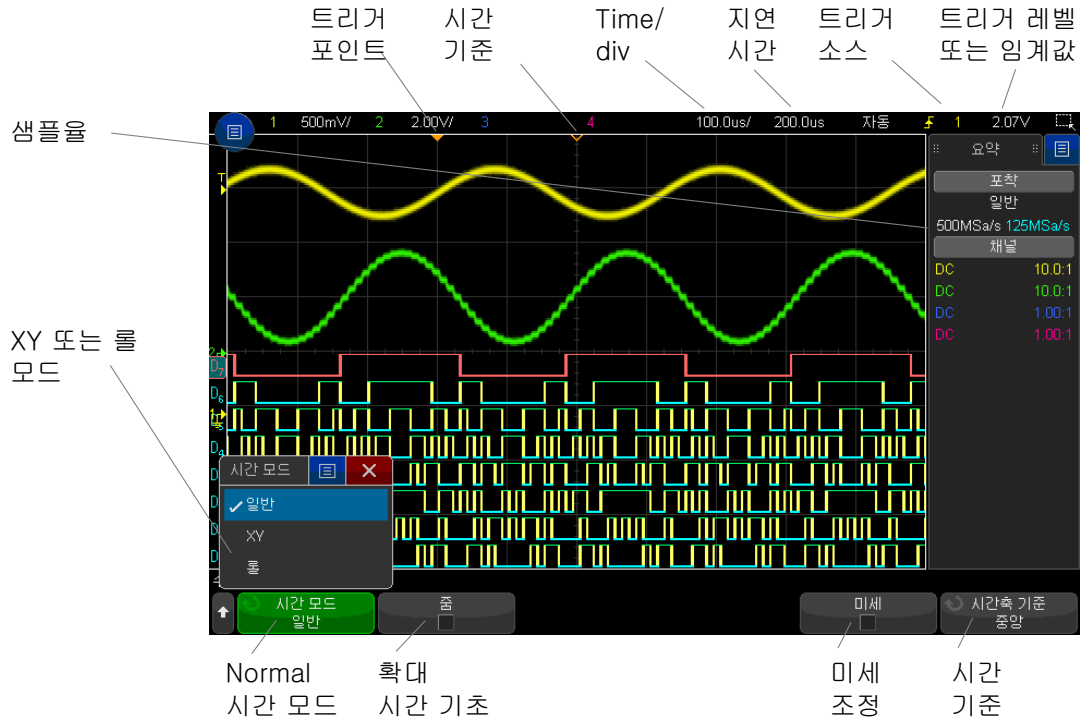 트리거 포인트
시간 기준
Time/ div
지연 시간
트리거 소스
트리거 레벨 또는 임계값
샘플율
1 500mV/ 2 2.00V/ 3 4 100.0us/ 200.0us 자동 1 2.07V
요약
포착
일반
500MSa/s 125MSa/s
채널
DC 10.0:1
DC 10.0:1
DC 1.00:1
DC 1.00:1
T
2
D7
D6
D4
XY 또는 롤
모드
시간 모드
일반
XY
롤
시간 모드
일반
줌
미세
시간축 기준
중앙
Normal
시간 모드
확대
시간 기초
미세
조정
시간
기준